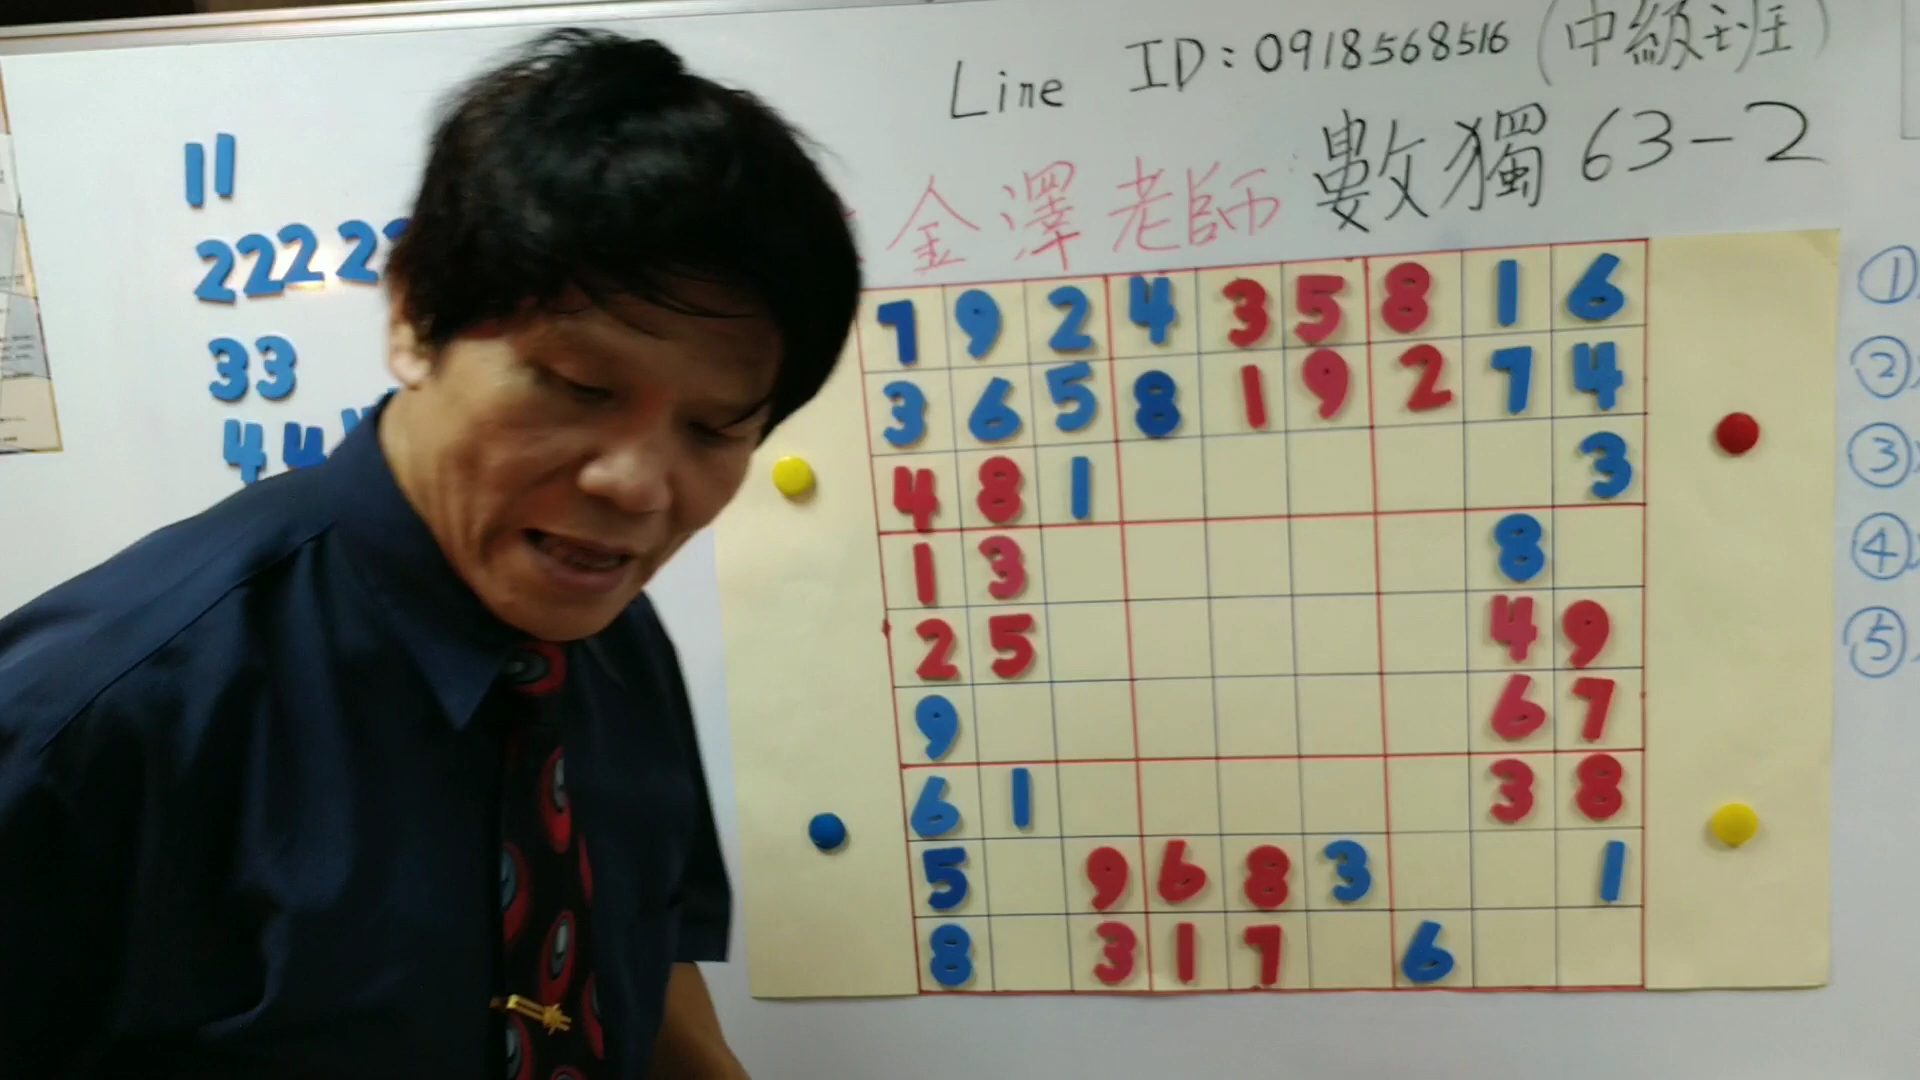 Line ID:0918568516(中級班)
金澤老師 數獨 63-2
11
222 2
33
44
7 9 2 4 3 5 8 1 6
3 6 5 8 1 9 2 7 4
4 8 1 3
1 3 8
2 5 4 9
9 6 7
6 1 3 8
5 9 6 8 3 1
8 3 1 7 6
①
②
③
④
⑤